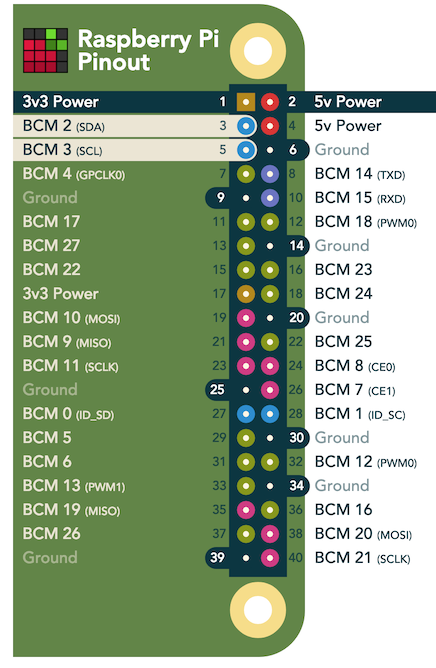 Raspberry Pi
Pinout
3v3 Power 1 2 5v Power
BCM 2 (SDA) 3 4 5v Power
BCM 3 (SCL) 5 6 Ground
BCM 4 (GPCLK0) 7 8 BCM 14 (TXD)
Ground 9 10 BCM 15 (RXD)
BCM 17 11 12 BCM 18 (PWM0)
BCM 27 13 14 Ground
BCM 22 15 16 BCM 23
3v3 Power 17 18 BCM 24
BCM 10 (MOSI) 19 20 Ground
BCM 9 (MISO) 21 22 BCM 25
BCM 11 (SCLK) 23 24 BCM 8 (CE0)
Ground 25 26 BCM 7 (CE1)
BCM 0 (ID_SD) 27 28 BCM 1 (ID_SC)
BCM 5 29 30 Ground
BCM 6 31 32 BCM 12 (PWM0)
BCM 13 (PWM1) 33 34 Ground
BCM 19 (MISO) 35 36 BCM 16
BCM 26 37 38 BCM 20 (MOSI)
Ground 39 40 BCM 21 (SCLK)